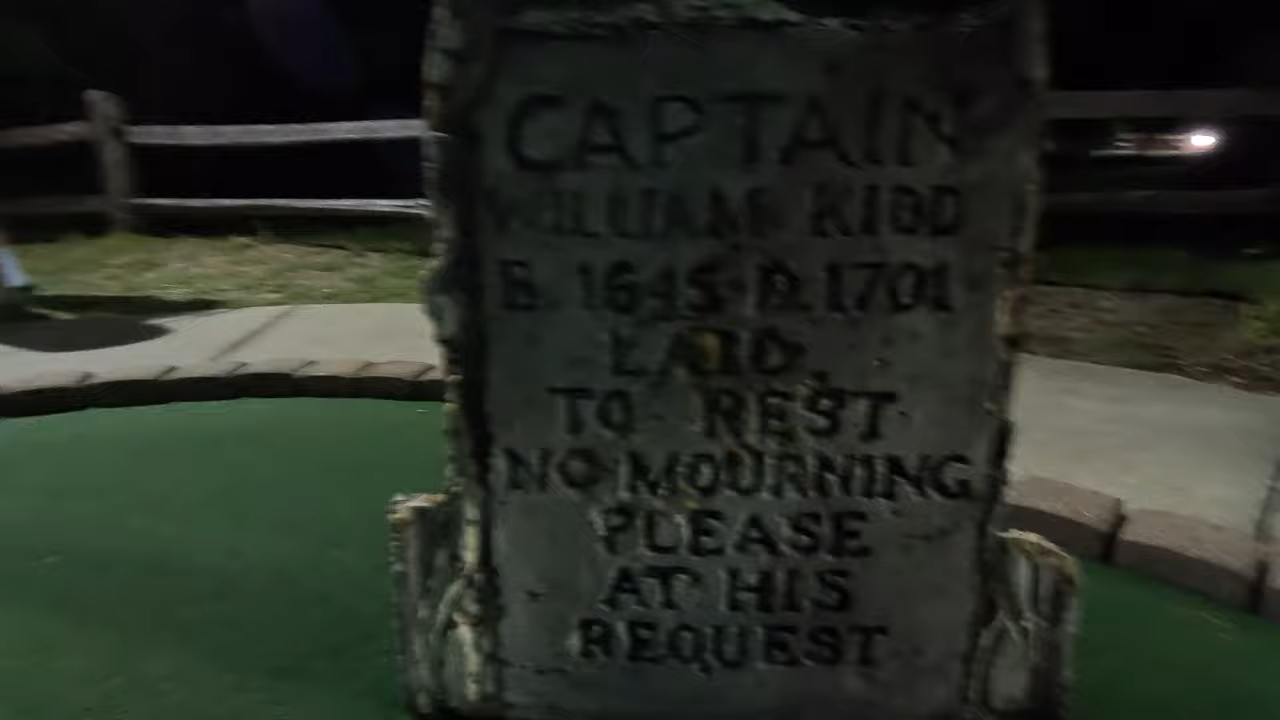 CAPTAIN
WILLIAM KIDD
B. 1645 D. 1701
LAID
TO REST
NO MOURNING
PLEASE
AT HIS
REQUEST